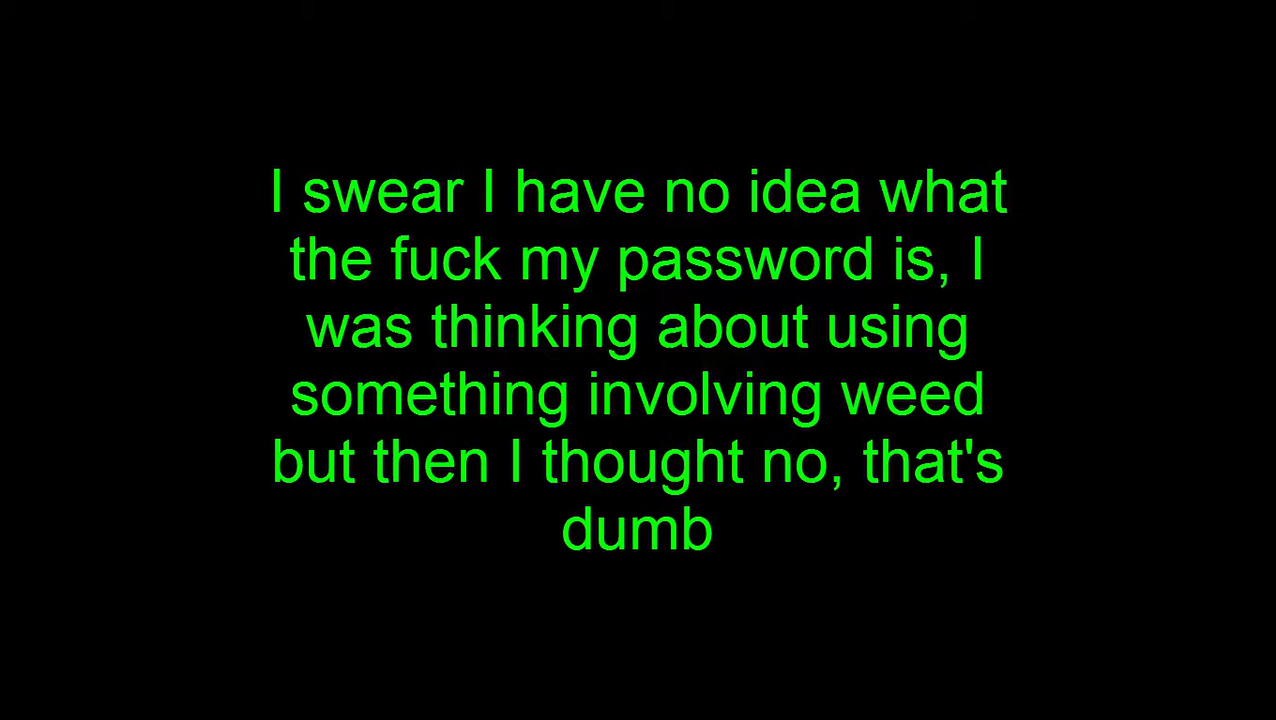 I swear I have no idea what
the fuck my password is, I
was thinking about using
something involving weed
but then I thought no, that's
dumb